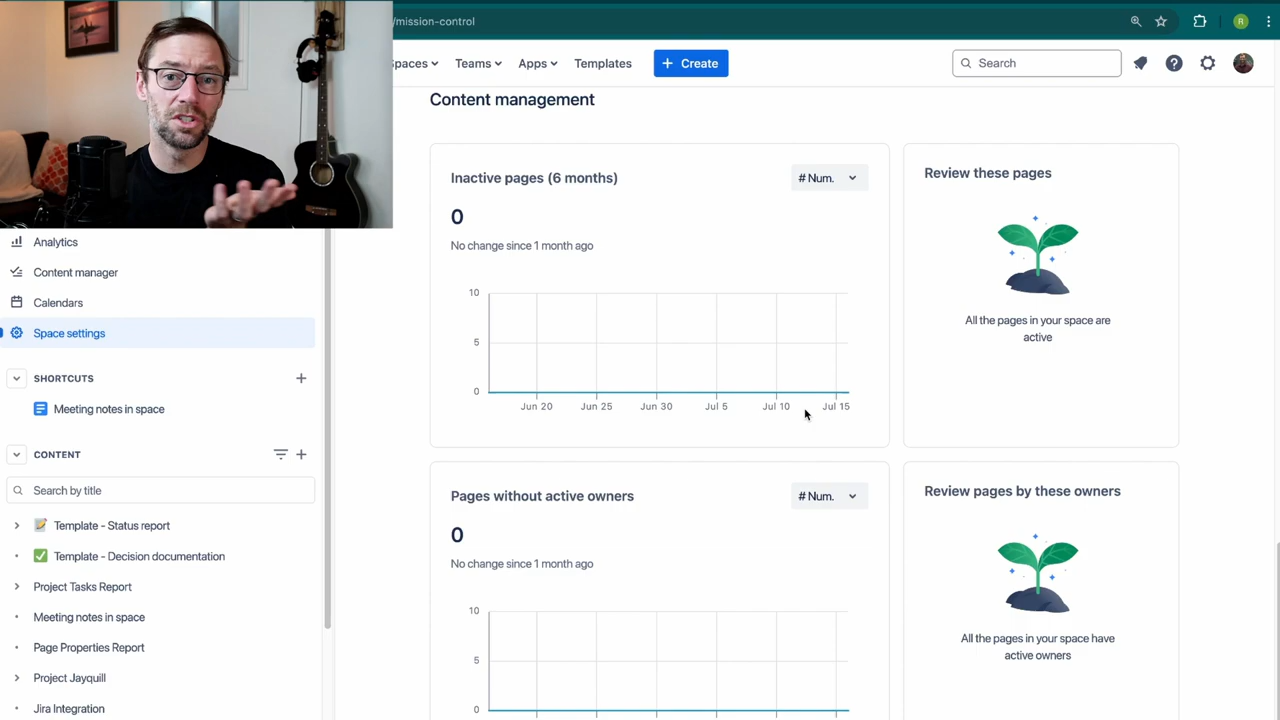 /mission-control
R
paces
Teams
Apps
Templates
+ Create
Search
Content management
Inactive pages (6 months)
# Num.
0
No change since 1 month ago
10
5
0
Jun 20
Jun 25
Jun 30
Jul 5
Jul 10
Jul 15
Review these pages
All the pages in your space are
active
Analytics
Content manager
Calendars
Space settings
SHORTCUTS
Meeting notes in space
CONTENT
Search by title
Template - Status report
Template - Decision documentation
Project Tasks Report
Meeting notes in space
Page Properties Report
Project Jayquill
Jira Integration
Pages without active owners
# Num.
0
No change since 1 month ago
10
5
0
Review pages by these owners
All the pages in your space have
active owners